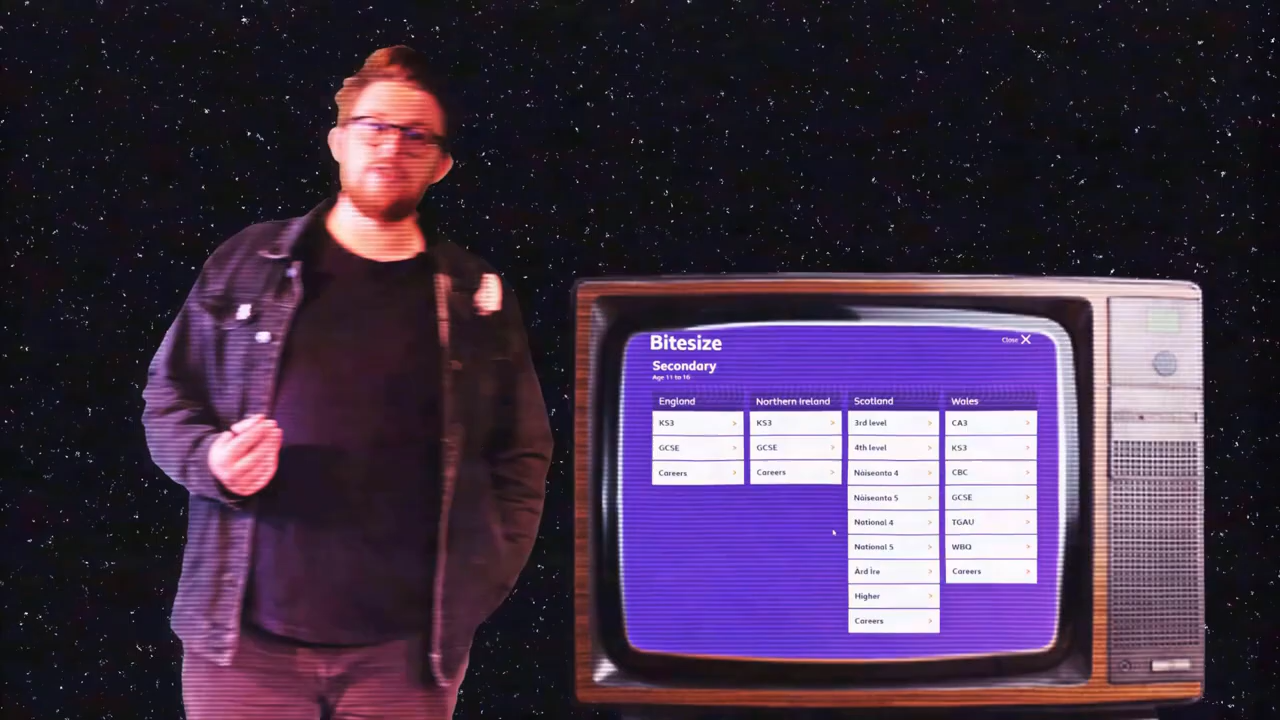 Bitesize
Close X
Secondary
Age 11 to 16
England
KS3
GCSE
Careers
Northern Ireland
KS3
GCSE
Careers
Scotland
3rd level
4th level
Nàiseanta 4
Nàiseanta 5
National 4
National 5
Àrd Ìre
Higher
Careers
Wales
CA3
KS3
CBC
GCSE
TGAU
WBQ
Careers